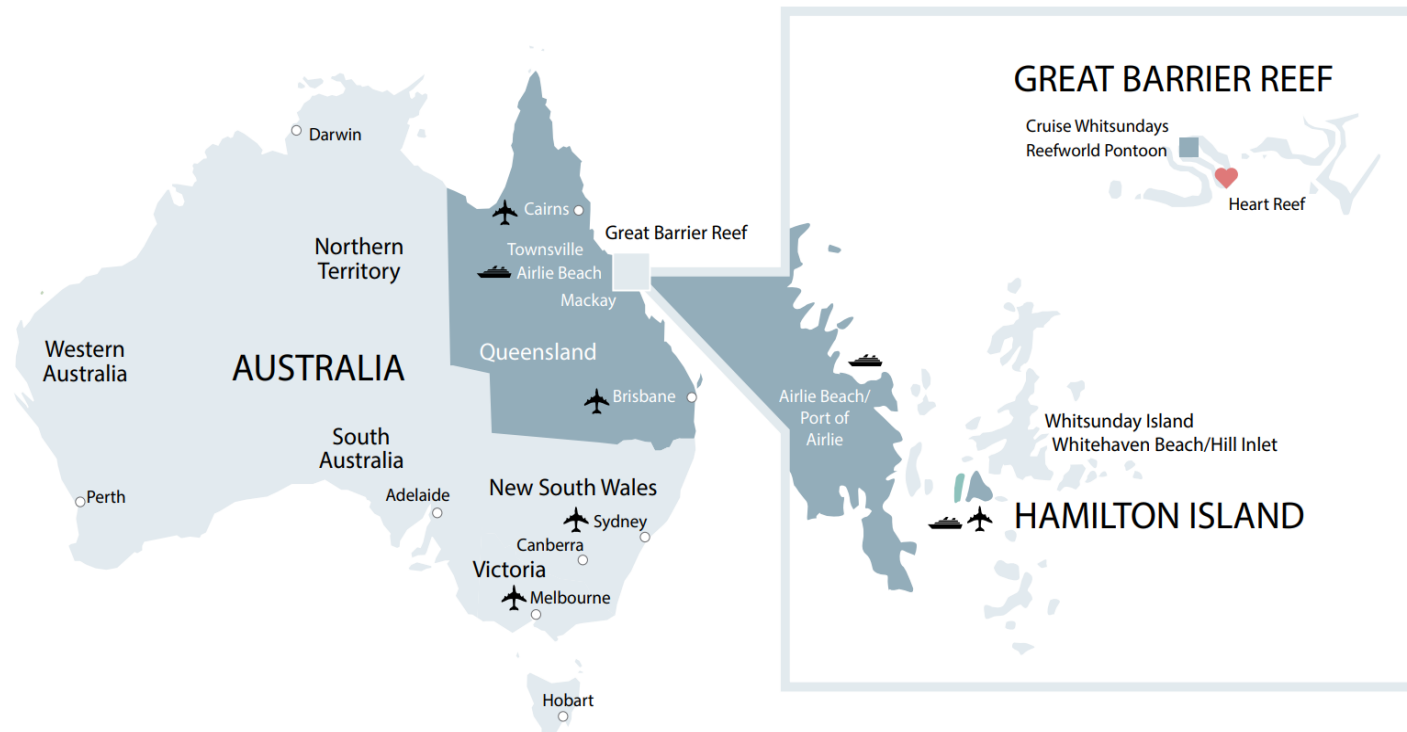 Darwin
Cairns
Northern
Territory
Townsville
Airlie Beach
Mackay
Great Barrier Reef
Western
Australia
AUSTRALIA
Queensland
Brisbane
South
Australia
Perth
Adelaide
New South Wales
Sydney
Canberra
Victoria
Melbourne
Hobart
GREAT BARRIER REEF
Cruise Whitsundays
Reefworld Pontoon
Heart Reef
Airlie Beach/
Port of
Airlie
Whitsunday Island
Whitehaven Beach/Hill Inlet
HAMILTON ISLAND